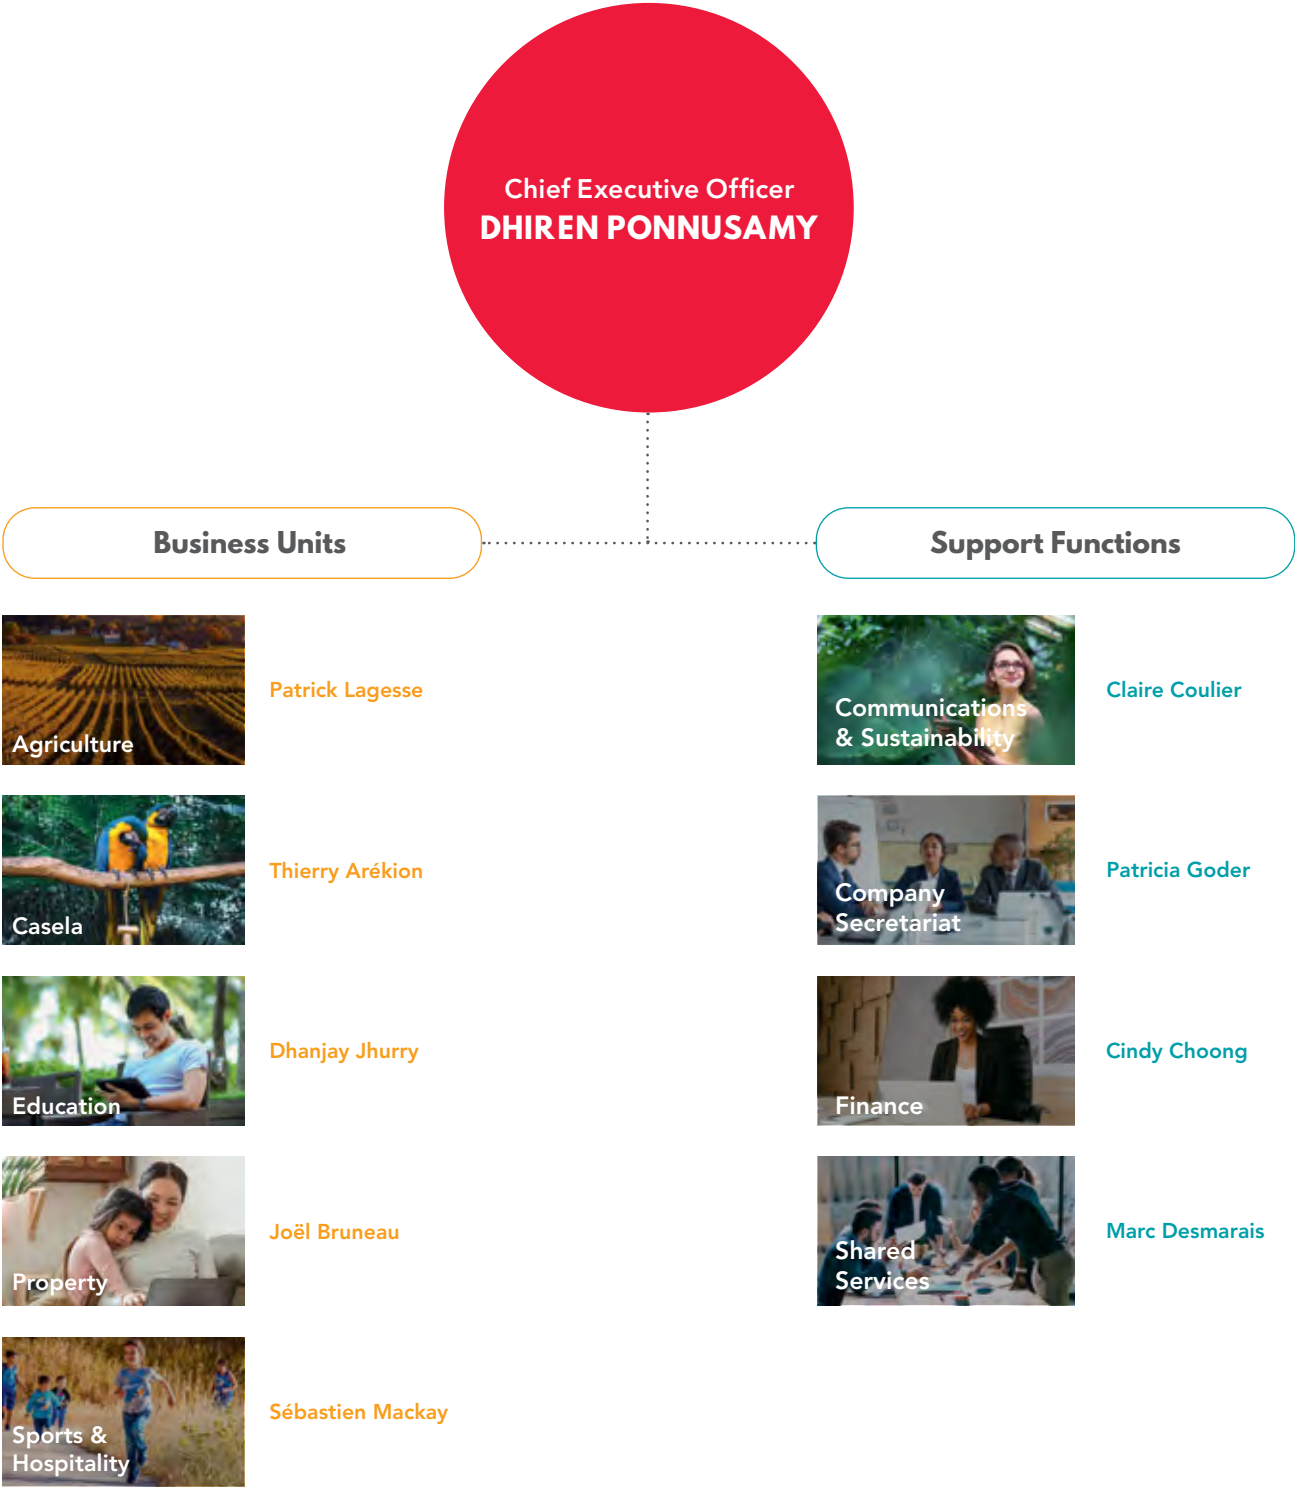 Chief Executive Officer
DHIREN PONNUSAMY
Business Units
Agriculture
Patrick Lagesse
Casela
Thierry Arékion
Education
Dhanjay Jhurry
Property
Joël Bruneau
Sports &
Hospitality
Sébastien Mackay
Support Functions
Communications
& Sustainability
Claire Coulier
Company
Secretariat
Patricia Goder
Finance
Cindy Choong
Shared
Services
Marc Desmarais